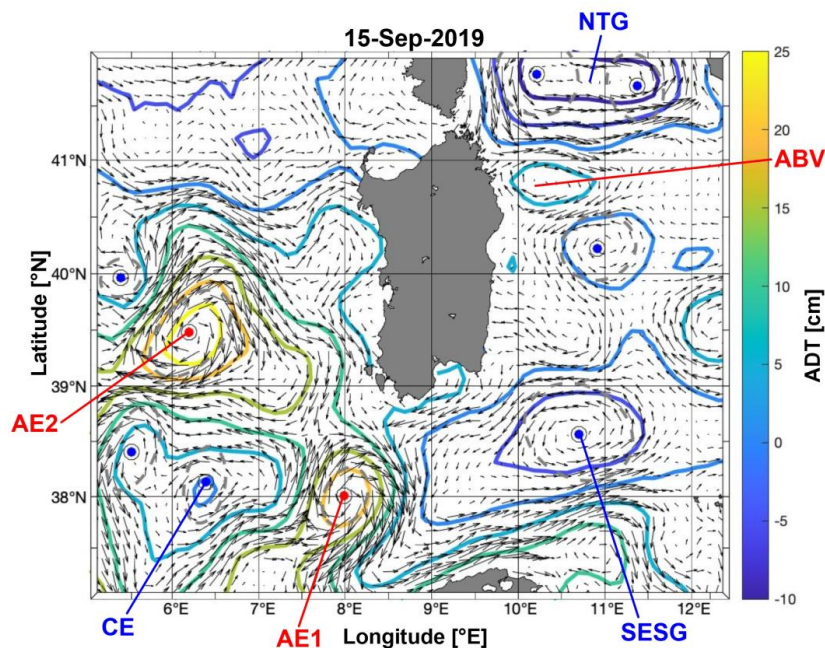 NTG
15-Sep-2019
25
20
15
10
5
0
-5
-10
ADT [cm]
ABV
41°N
40°N
39°N
38°N
Latitude [°N]
AE2
6°E
7°E
8°E
9°E
10°E
11°E
12°E
CE
AE1
Longitude [°E]
SESG